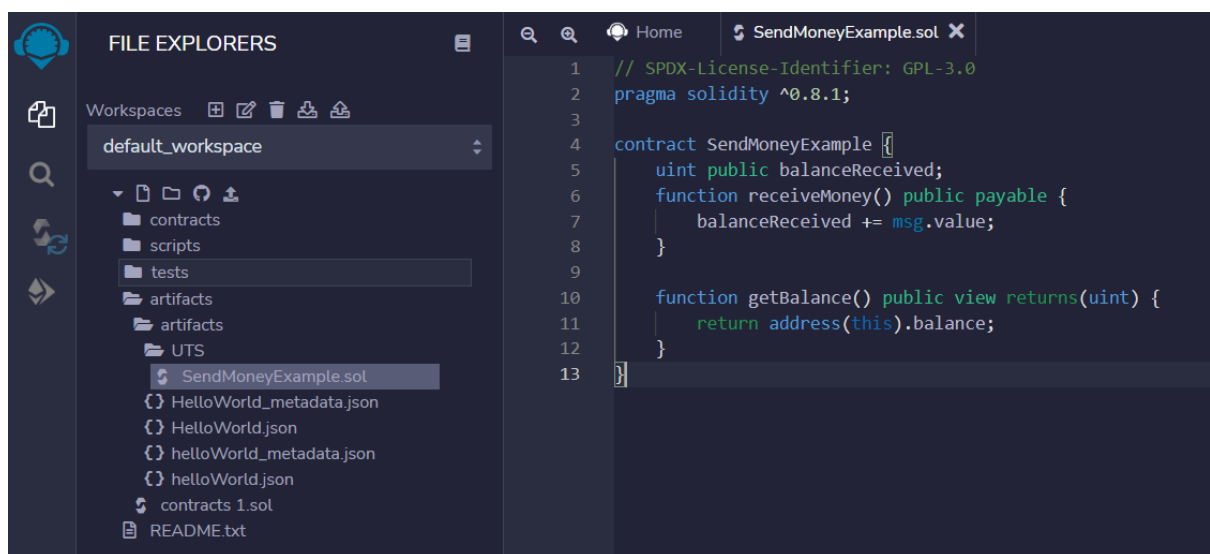 FILE EXPLORERS
Workspaces
default_workspace
contracts
scripts
tests
artifacts
artifacts
UTS
SendMoneyExample.sol
HelloWorld_metadata.json
HelloWorld.json
helloWorld_metadata.json
helloWorld.json
contracts 1.sol
README.txt
Home SendMoneyExample.sol
1 // SPDX-License-Identifier: GPL-3.0
2 pragma solidity ^0.8.1;
3
4 contract SendMoneyExample {
5 uint public balanceReceived;
6 function receiveMoney() public payable {
7 balanceReceived += msg.value;
8 }
9
10 function getBalance() public view returns(uint) {
11 return address(this).balance;
12 }
13 }